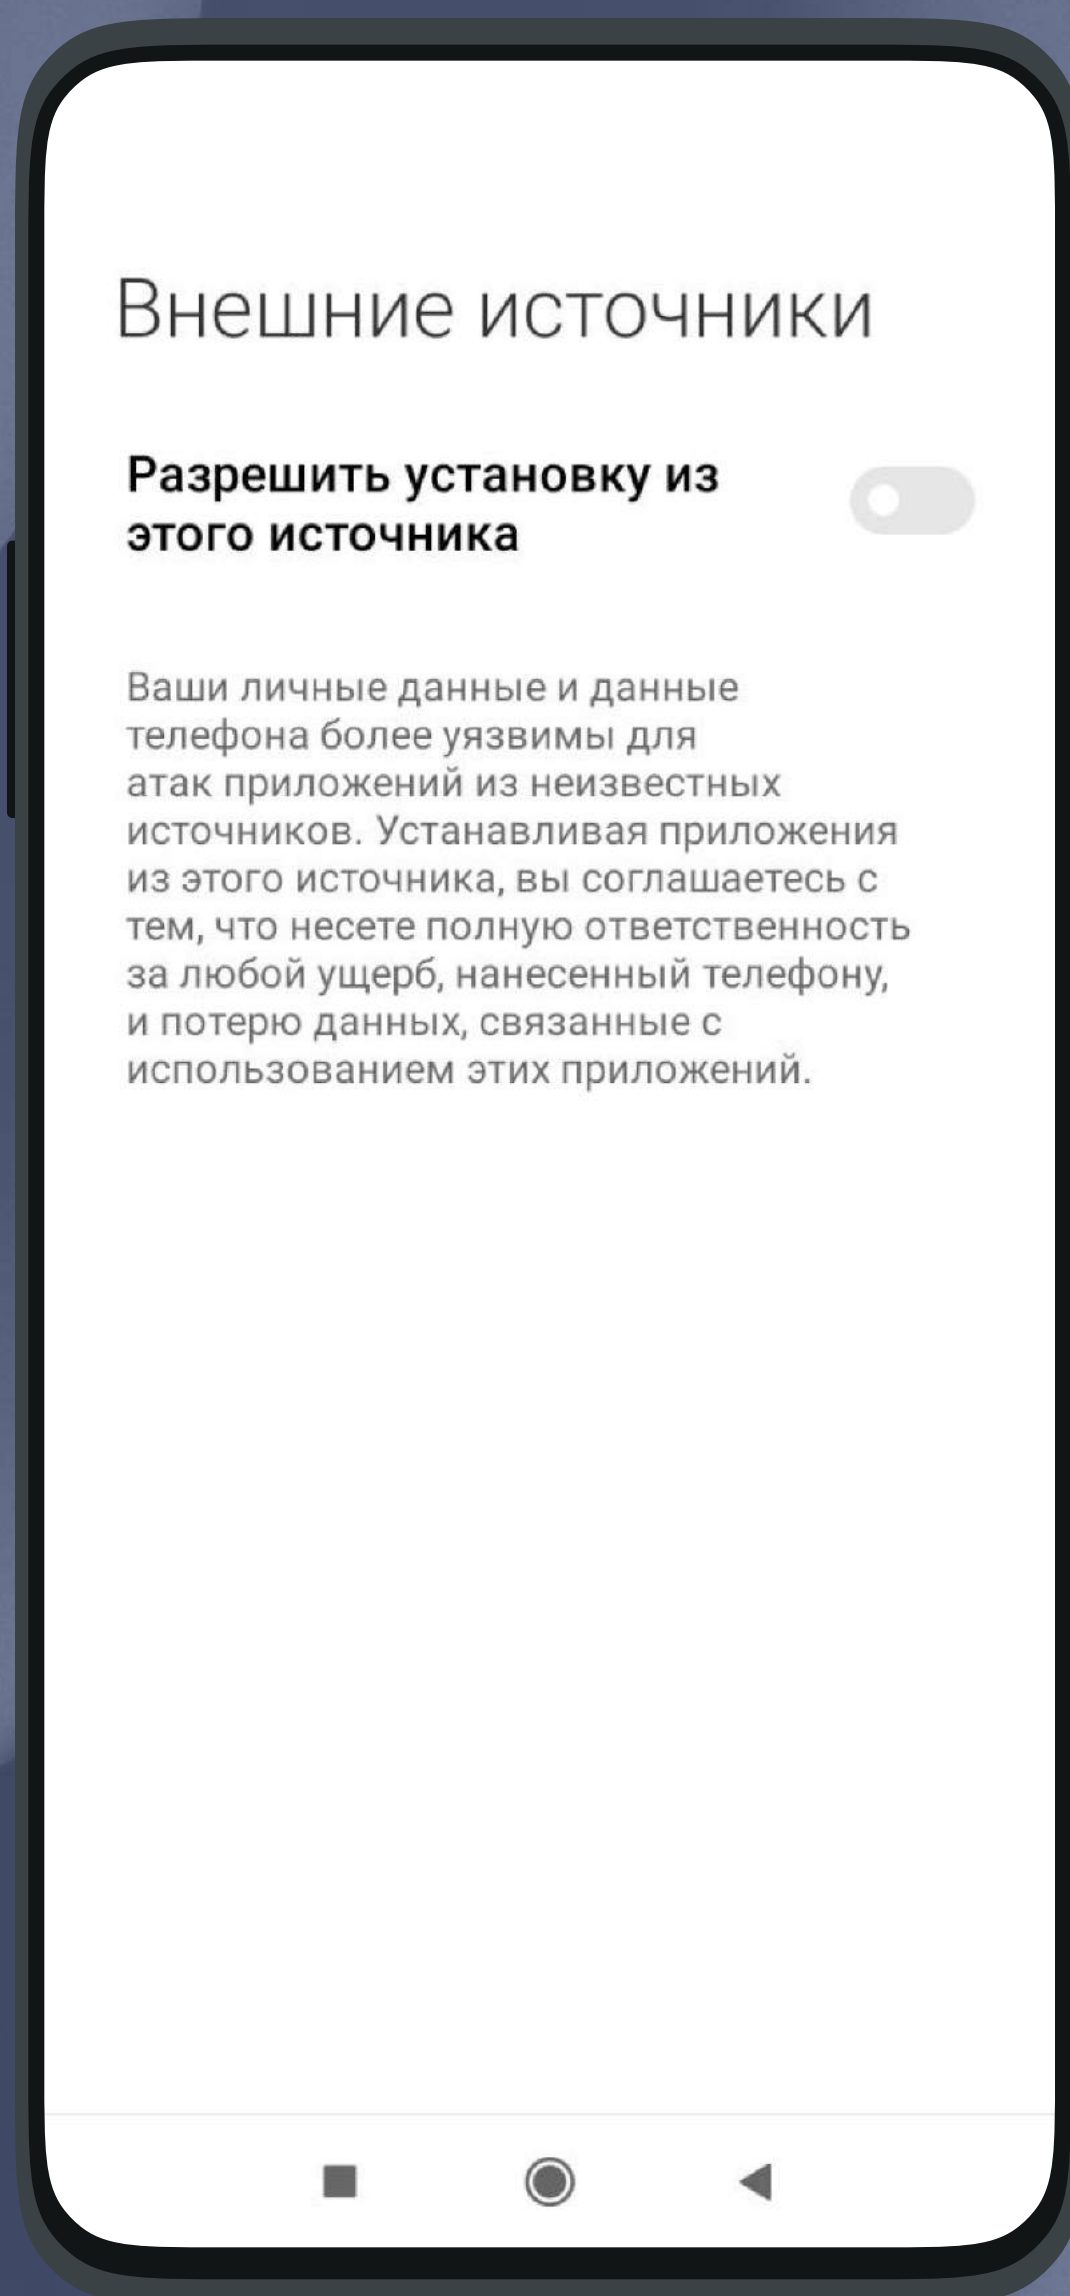 Внешние источники
Разрешить установку из
этого источника
Ваши личные данные и данные
телефона более уязвимы для
атак приложений из неизвестных
источников. Устанавливая приложения
из этого источника, вы соглашаетесь с
тем, что несете полную ответственность
за любой ущерб, нанесенный телефону,
и потерю данных, связанные с
использованием этих приложений.